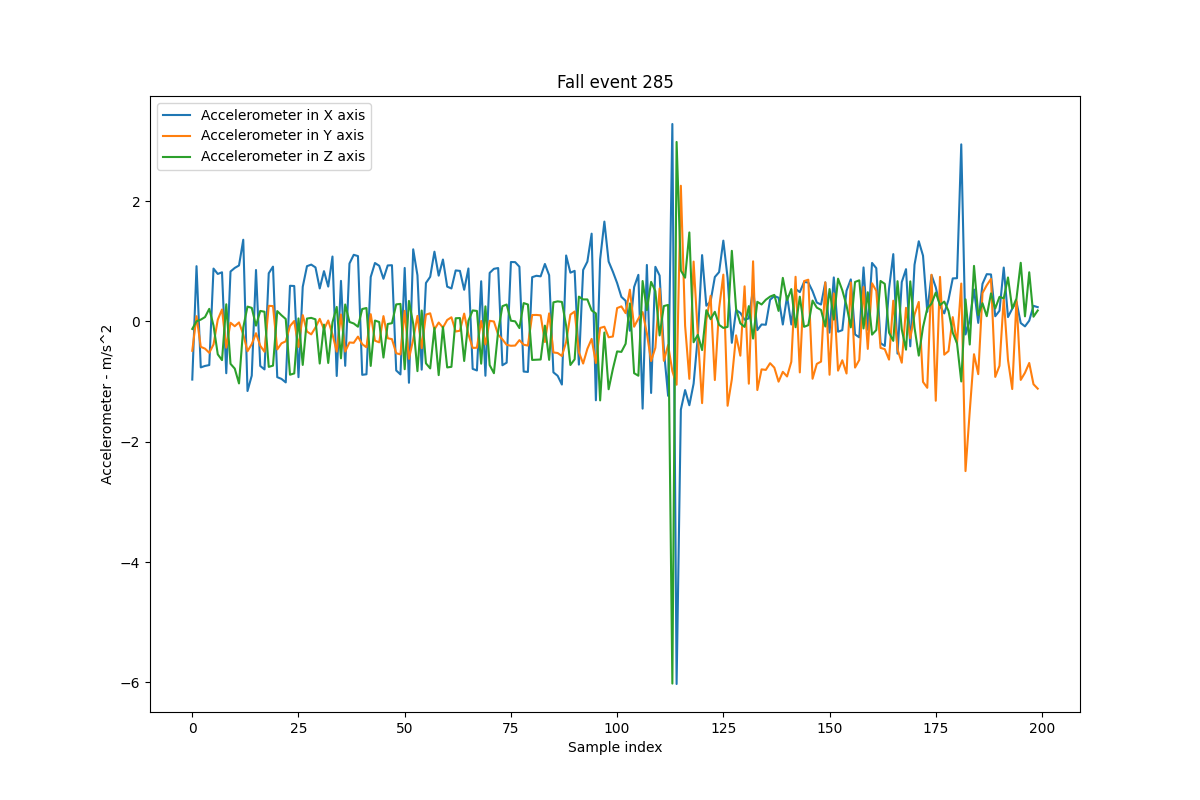 Fall event 285
Accelerometer in X axis
Accelerometer in Y axis
Accelerometer in Z axis
Accelerometer - m/s^2
2
0
−2
−4
−6
0 25 50 75 100 125 150 175 200
Sample index